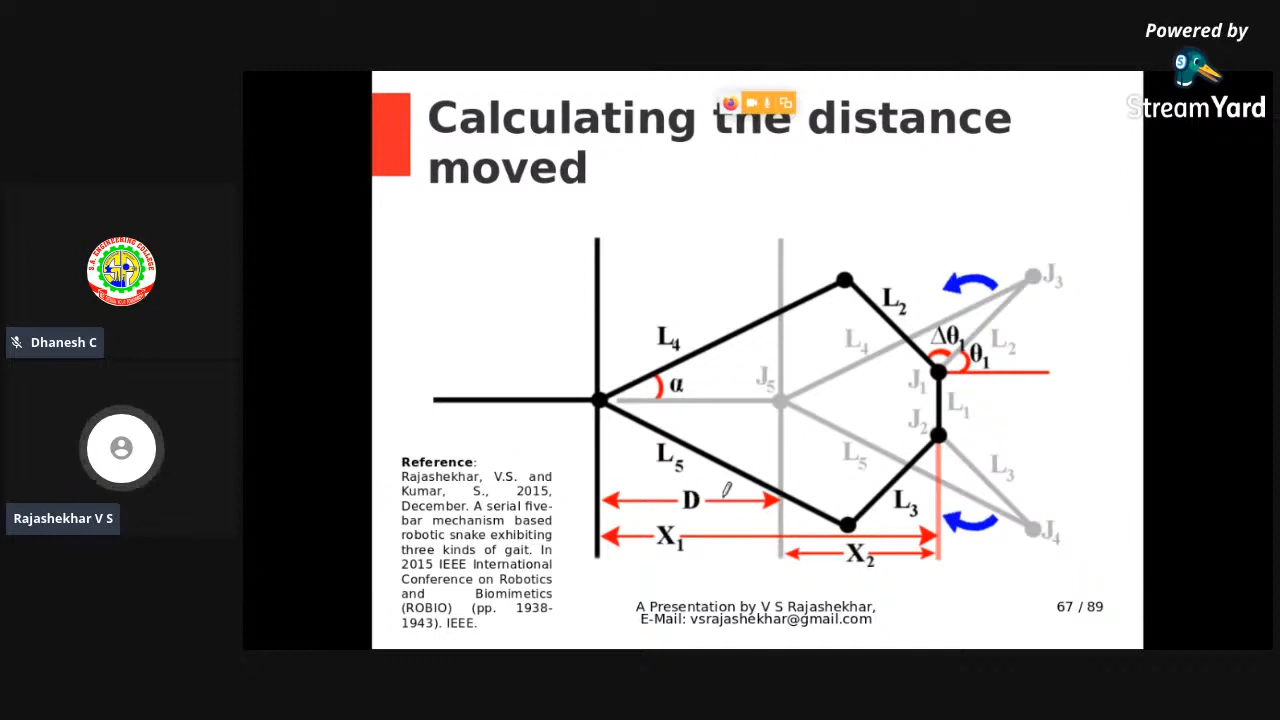 Powered by
StreamYard
Calculating the distance
moved
S.A. ENGINEERING COLLEGE
Dhanesh C
Rajashekhar V S
J₃
L₂
Δθ₁
θ₁
L₂
L₄
L₄
α
J₅
J₁
L₁
J₂
L₅
L₅
L₃
L₃
D
J₄
X₁
X₂
Reference:
Rajashekhar, V.S. and
Kumar, S., 2015,
December. A serial five-
bar mechanism based
robotic snake exhibiting
three kinds of gait. In
2015 IEEE International
Conference on Robotics
and Biomimetics
(ROBIO) (pp. 1938-
1943). IEEE.
A Presentation by V S Rajashekhar,
E-Mail: vsrajashekhar@gmail.com
67 / 89